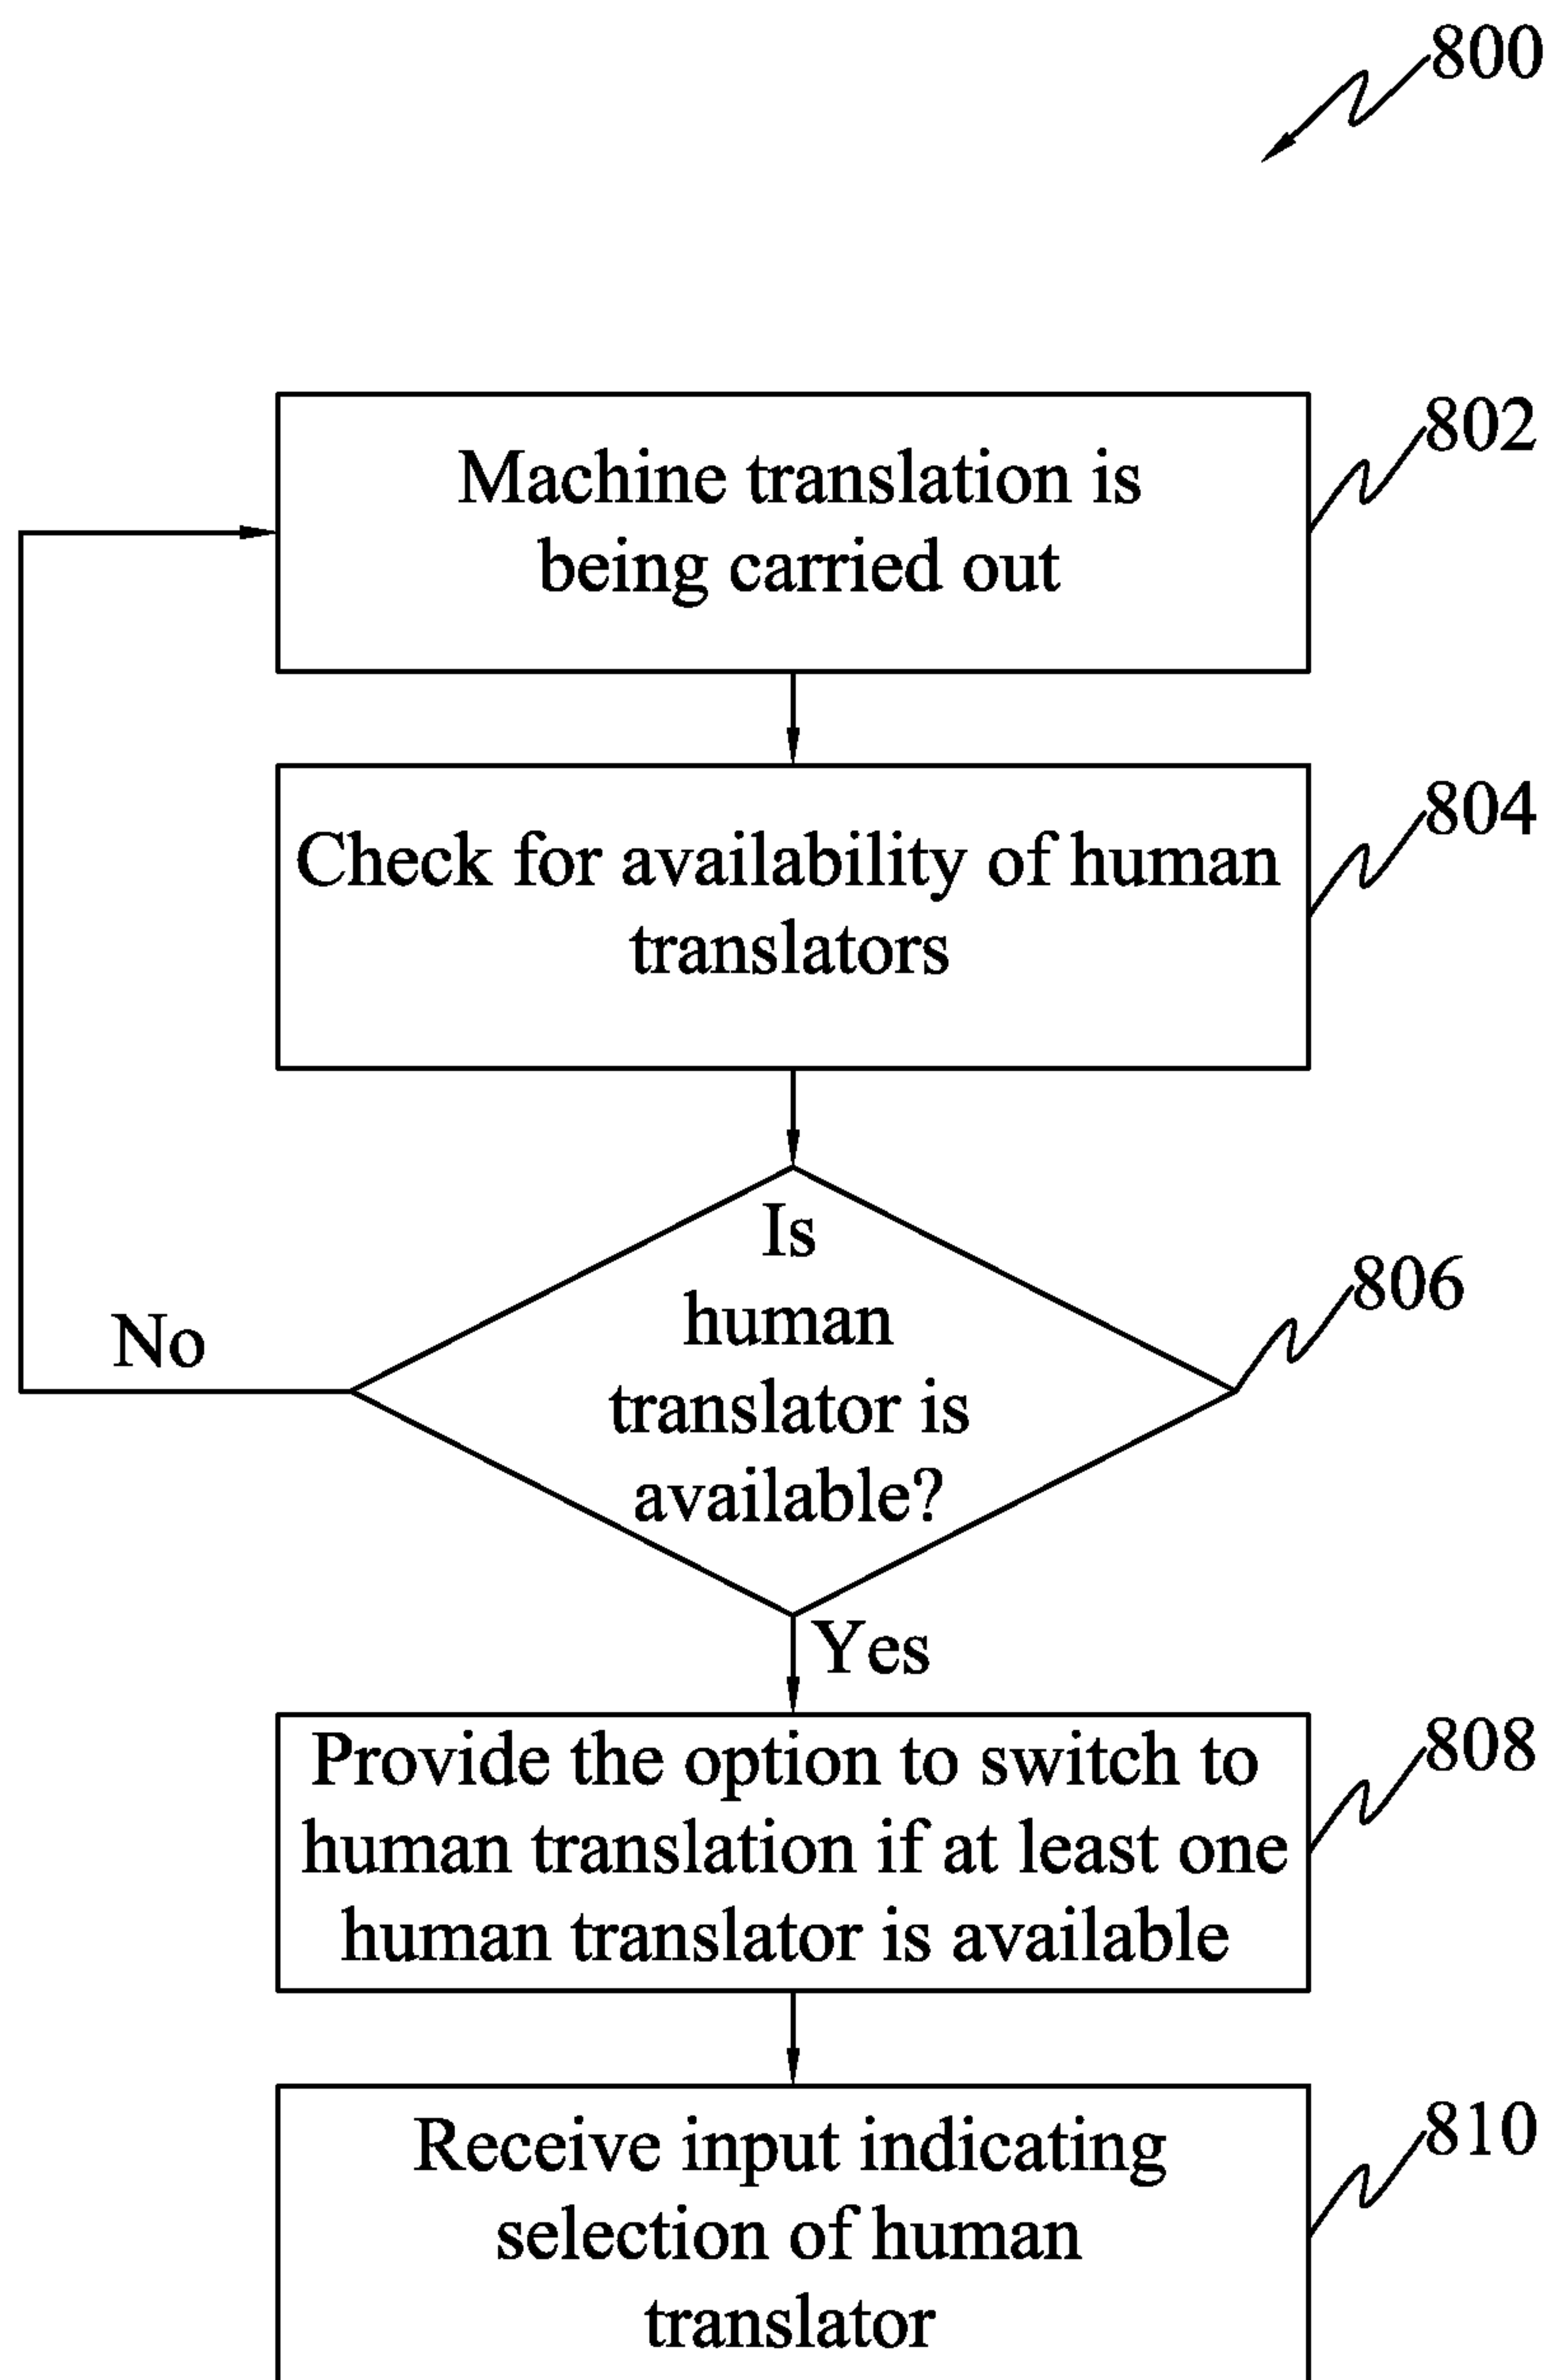 800
Machine translation is
being carried out
802
Check for availability of human
translators
804
Is
human
translator is
available?
806
No
Yes
Provide the option to switch to
human translation if at least one
human translator is available
808
Receive input indicating
selection of human
translator
810